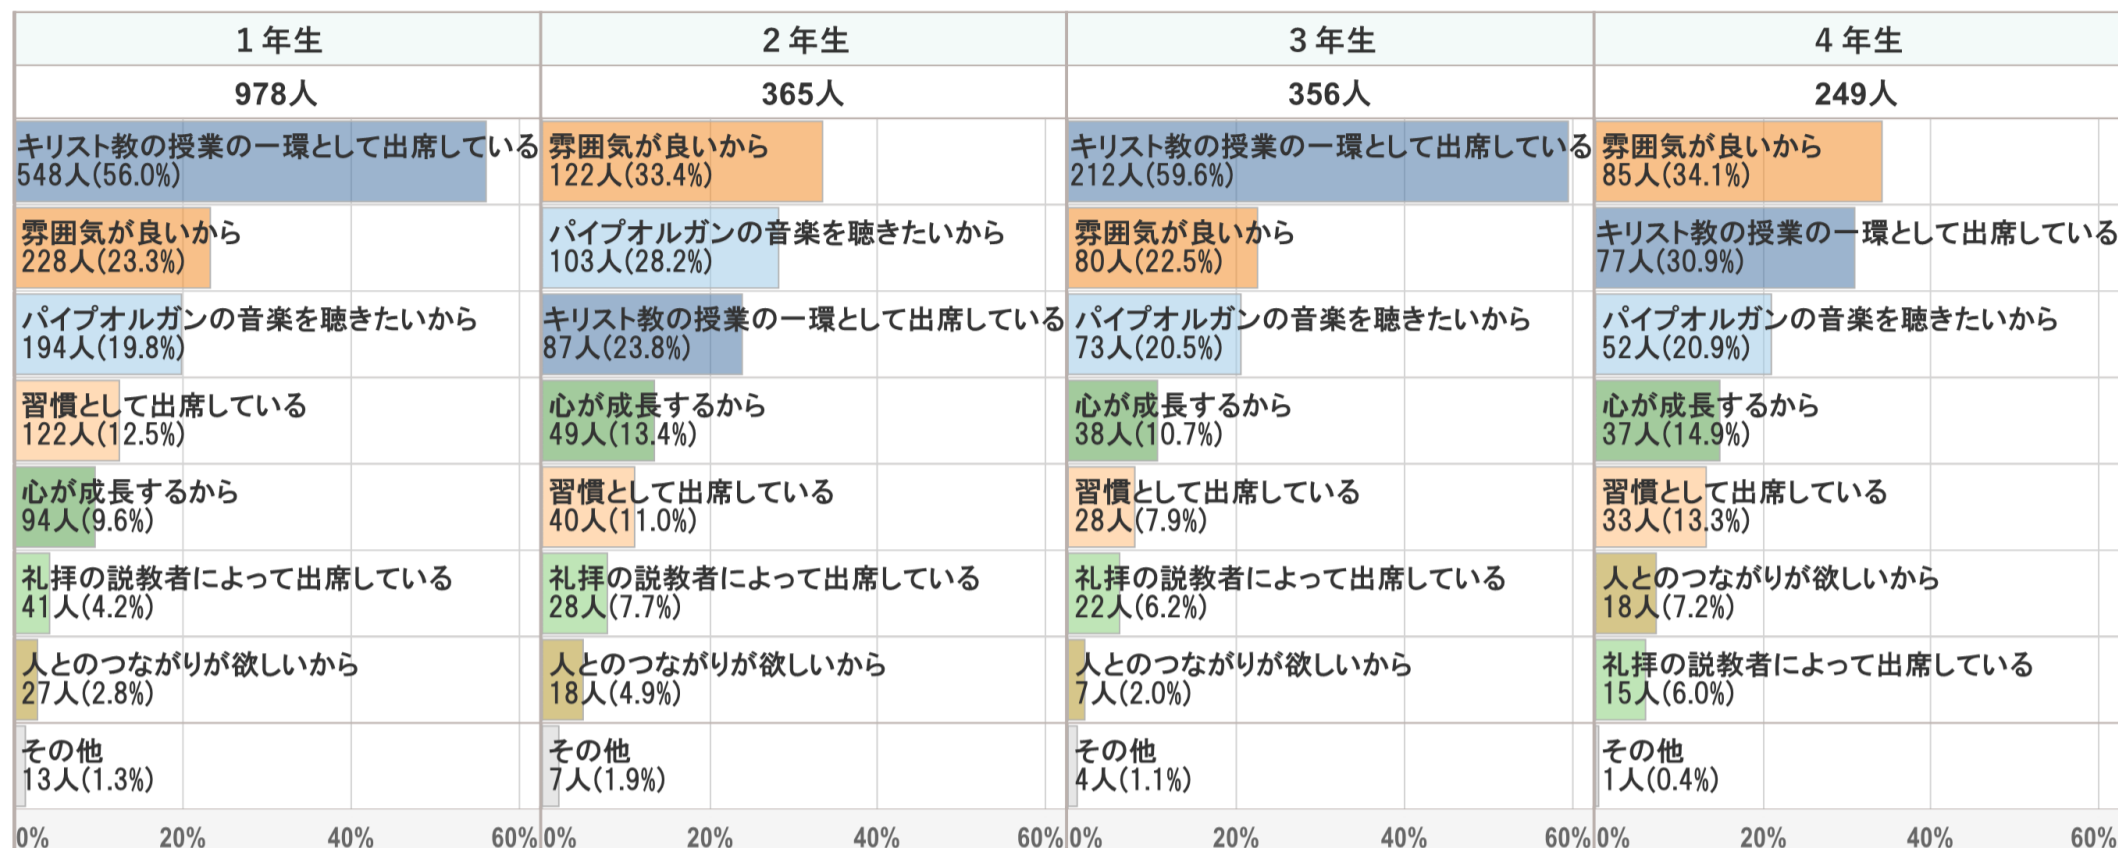 1年生
978人
キリスト教の授業の一環として出席している
548人(56.0%)
雰囲気が良いから
228人(23.3%)
パイプオルガンの音楽を聴きたいから
194人(19.8%)
習慣として出席している
122人(12.5%)
心が成長するから
94人(9.6%)
礼拝の説教者によって出席している
41人(4.2%)
人とのつながりが欲しいから
27人(2.8%)
その他
13人(1.3%)
0% 20% 40% 60%
2年生
365人
雰囲気が良いから
122人(33.4%)
パイプオルガンの音楽を聴きたいから
103人(28.2%)
キリスト教の授業の一環として出席している
87人(23.8%)
心が成長するから
49人(13.4%)
習慣として出席している
40人(11.0%)
礼拝の説教者によって出席している
28人(7.7%)
人とのつながりが欲しいから
18人(4.9%)
その他
7人(1.9%)
0% 20% 40% 60%
3年生
356人
キリスト教の授業の一環として出席している
212人(59.6%)
雰囲気が良いから
80人(22.5%)
パイプオルガンの音楽を聴きたいから
73人(20.5%)
心が成長するから
38人(10.7%)
習慣として出席している
28人(7.9%)
礼拝の説教者によって出席している
22人(6.2%)
人とのつながりが欲しいから
7人(2.0%)
その他
4人(1.1%)
0% 20% 40% 60%
4年生
249人
雰囲気が良いから
85人(34.1%)
キリスト教の授業の一環として出席している
77人(30.9%)
パイプオルガンの音楽を聴きたいから
52人(20.9%)
心が成長するから
37人(14.9%)
習慣として出席している
33人(13.3%)
人とのつながりが欲しいから
18人(7.2%)
礼拝の説教者によって出席している
15人(6.0%)
その他
1人(0.4%)
0% 20% 40% 60%